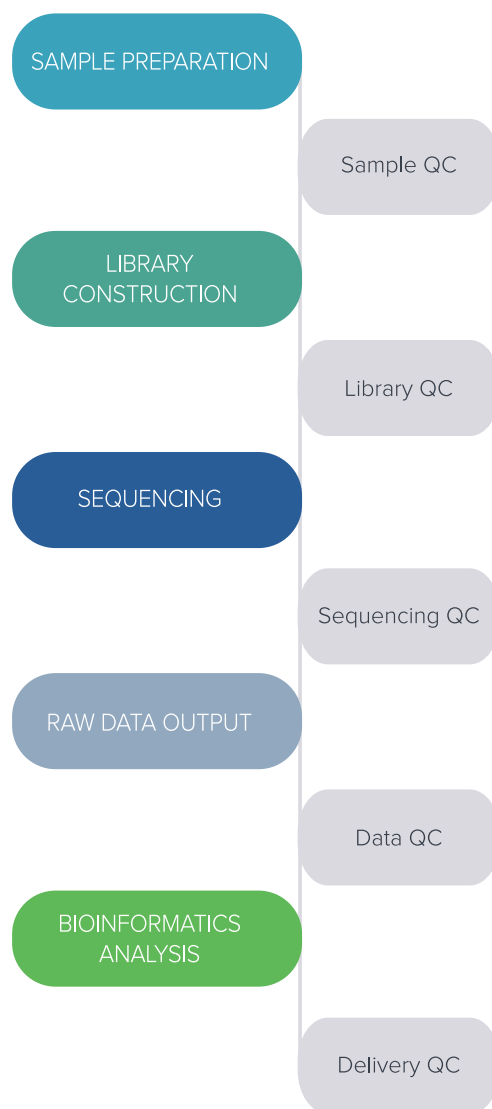 SAMPLE PREPARATION
Sample QC
LIBRARY
CONSTRUCTION
Library QC
SEQUENCING
Sequencing QC
RAW DATA OUTPUT
Data QC
BIOINFORMATICS
ANALYSIS
Delivery QC